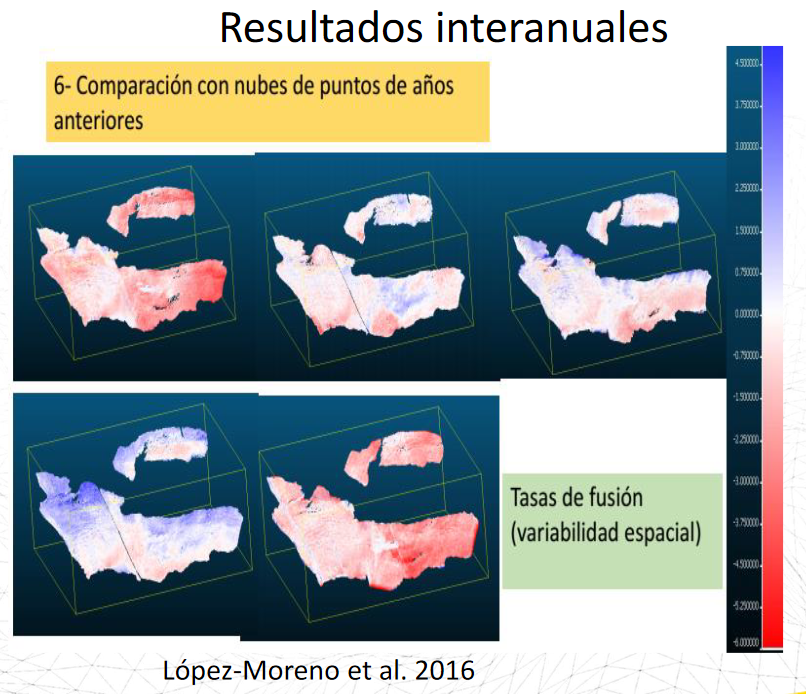 Resultados interanuales
6- Comparación con nubes de puntos de años
anteriores
4.500000
3.750000
3.000000
2.250000
1.500000
0.750000
0.000000
-0.750000
-1.500000
-2.250000
-3.000000
-3.750000
-4.500000
-5.250000
-6.000000
Tasas de fusión
(variabilidad espacial)
López-Moreno et al. 2016